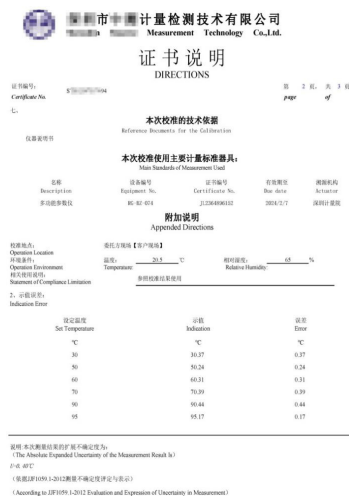 市 计量检测技术有限公司
Measurement Technology Co.,Ltd.
证书说明
DIRECTIONS
证书编号:
Certificate No.
第 2 页, 共 3 页
page of
七、
本次校准的技术依据
Reference Documents for the Calibration
仪器说明书
本次校准使用主要计量标准器具:
Main Standards of Measurement Used
名称 设备编号 证书编号 有效期至 溯源机构
Description Equipment No. Certificate No. Due date Actuator
多功能参数仪 2024/2/7 深圳计量院
附加说明
Appended Directions
校准地点: 委托方现场【客户现场】
Operation Location
环境条件: 温度: 20.5 ℃ 相对湿度: 65 %
Operation Environment Temperature Relative Humidity
相关使用说明: 参照校准结果使用
Statement of Compliance Limitation
2、示值误差:
Indication Error
设定温度 示值 误差
Set Temperature Indication Error
℃ ℃ ℃
30 30.37 0.37
50 50.24 0.24
60 60.31 0.31
70 70.39 0.39
90 90.44 0.44
95 95.17 0.17
说明:本次测量结果的扩展不确定度为:
(The Absolute Expanded Uncertainty of the Measurement Result Is)
(依据JJF1059.1-2012测量不确定度评定与表示)
(According to JJF1059.1-2012 Evaluation and Expression of Uncertainty in Measurement)